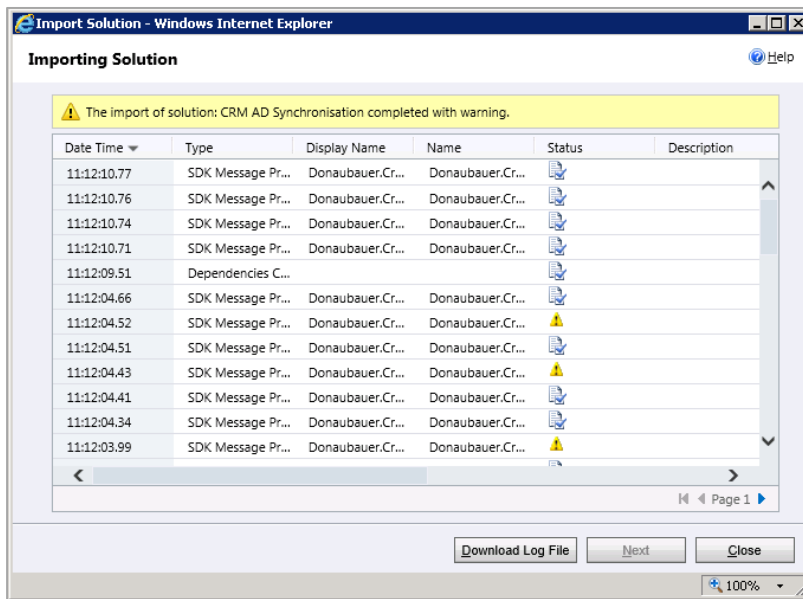 Import Solution - Windows Internet Explorer
Importing Solution
Help
The import of solution: CRM AD Synchronisation completed with warning.
Date Time Type Display Name Name Status Description
11:12:10.77 SDK Message Pr... Donaubauer.Cr... Donaubauer.Cr...
11:12:10.76 SDK Message Pr... Donaubauer.Cr... Donaubauer.Cr...
11:12:10.74 SDK Message Pr... Donaubauer.Cr... Donaubauer.Cr...
11:12:10.71 SDK Message Pr... Donaubauer.Cr... Donaubauer.Cr...
11:12:09.51 Dependencies C...
11:12:04.66 SDK Message Pr... Donaubauer.Cr... Donaubauer.Cr...
11:12:04.52 SDK Message Pr... Donaubauer.Cr... Donaubauer.Cr...
11:12:04.51 SDK Message Pr... Donaubauer.Cr... Donaubauer.Cr...
11:12:04.43 SDK Message Pr... Donaubauer.Cr... Donaubauer.Cr...
11:12:04.41 SDK Message Pr... Donaubauer.Cr... Donaubauer.Cr...
11:12:04.34 SDK Message Pr... Donaubauer.Cr... Donaubauer.Cr...
11:12:03.99 SDK Message Pr... Donaubauer.Cr... Donaubauer.Cr...
Page 1
Download Log File Next Close
100%